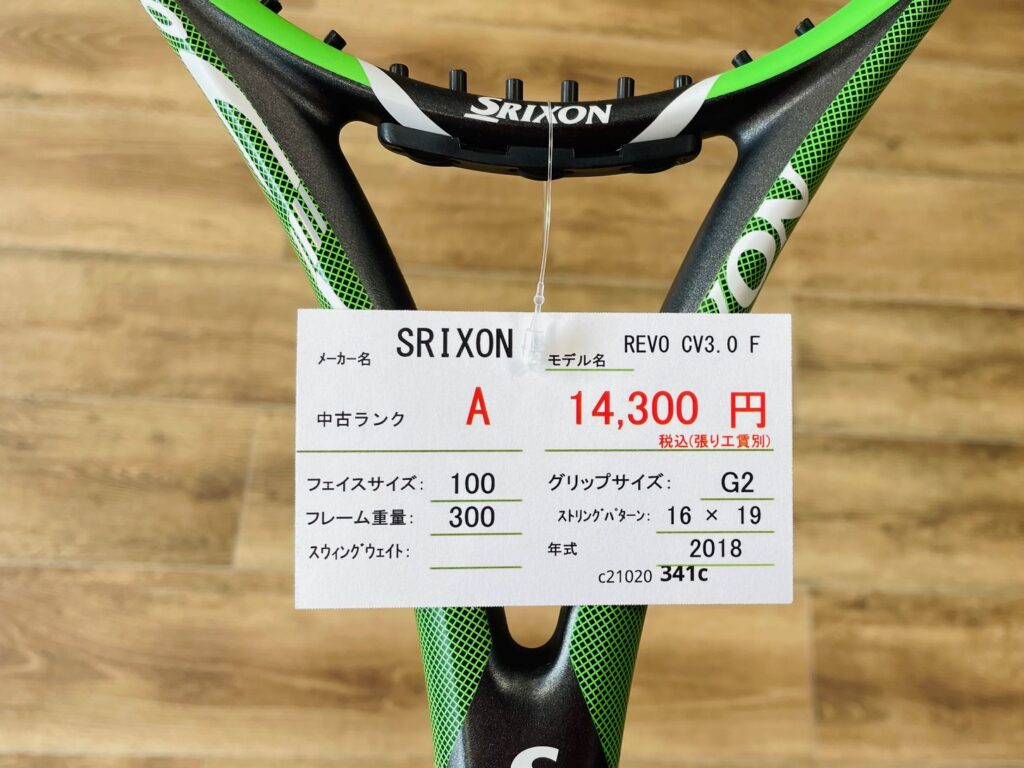 SRIXON
メーカー名 SRIXON モデル名 REVO CV3.0 F
中古ランク A 14,300 円
税込(張り工賃別)
フェイスサイズ: 100 グリップサイズ: G2
フレーム重量: 300 ストリングパターン: 16 × 19
スウィングウェイト: 年式 2018
c21020 341c